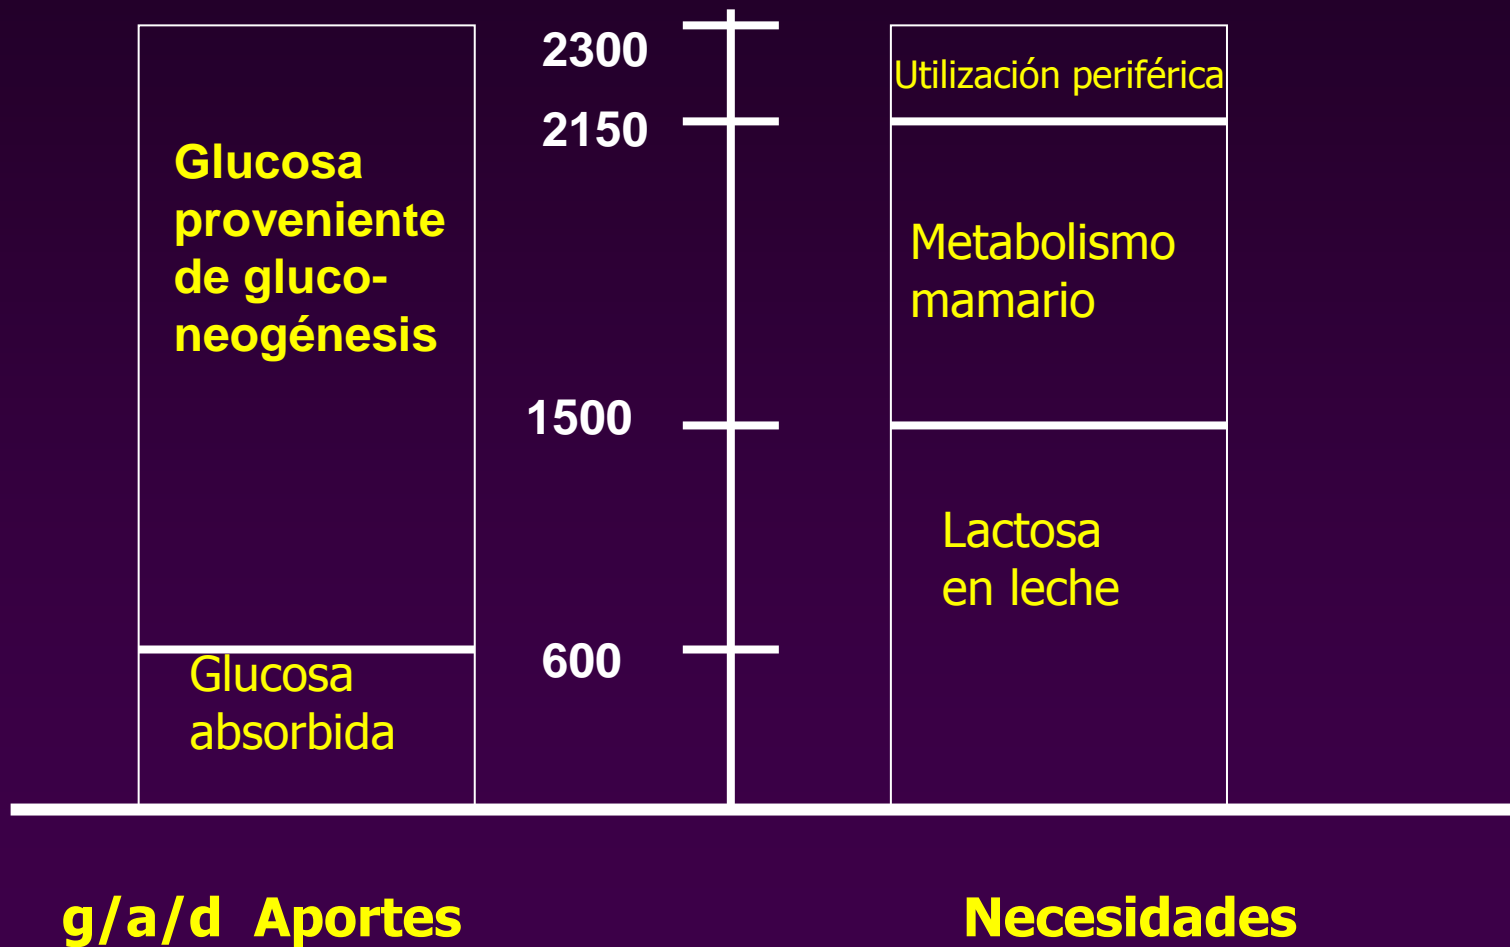 Glucosa
proveniente
de gluco-
neogénesis
Glucosa
absorbida
2300
2150
1500
600
Utilización periférica
Metabolismo
mamario
Lactosa
en leche
g/a/d Aportes
Necesidades